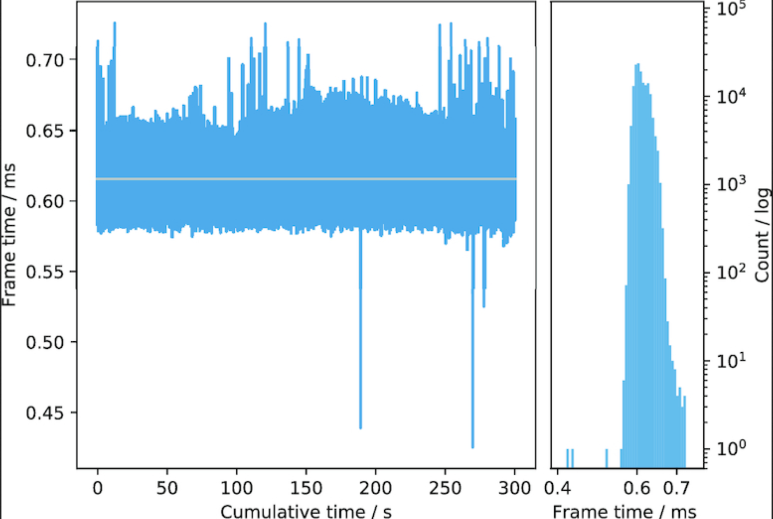 0.70
0.65
0.60
0.55
0.50
0.45
Frame time / ms
0 50 100 150 200 250 300
Cumulative time / s
10⁵
10⁴
10³
10²
10¹
10⁰
Count / log
0.4 0.6 0.7
Frame time / ms